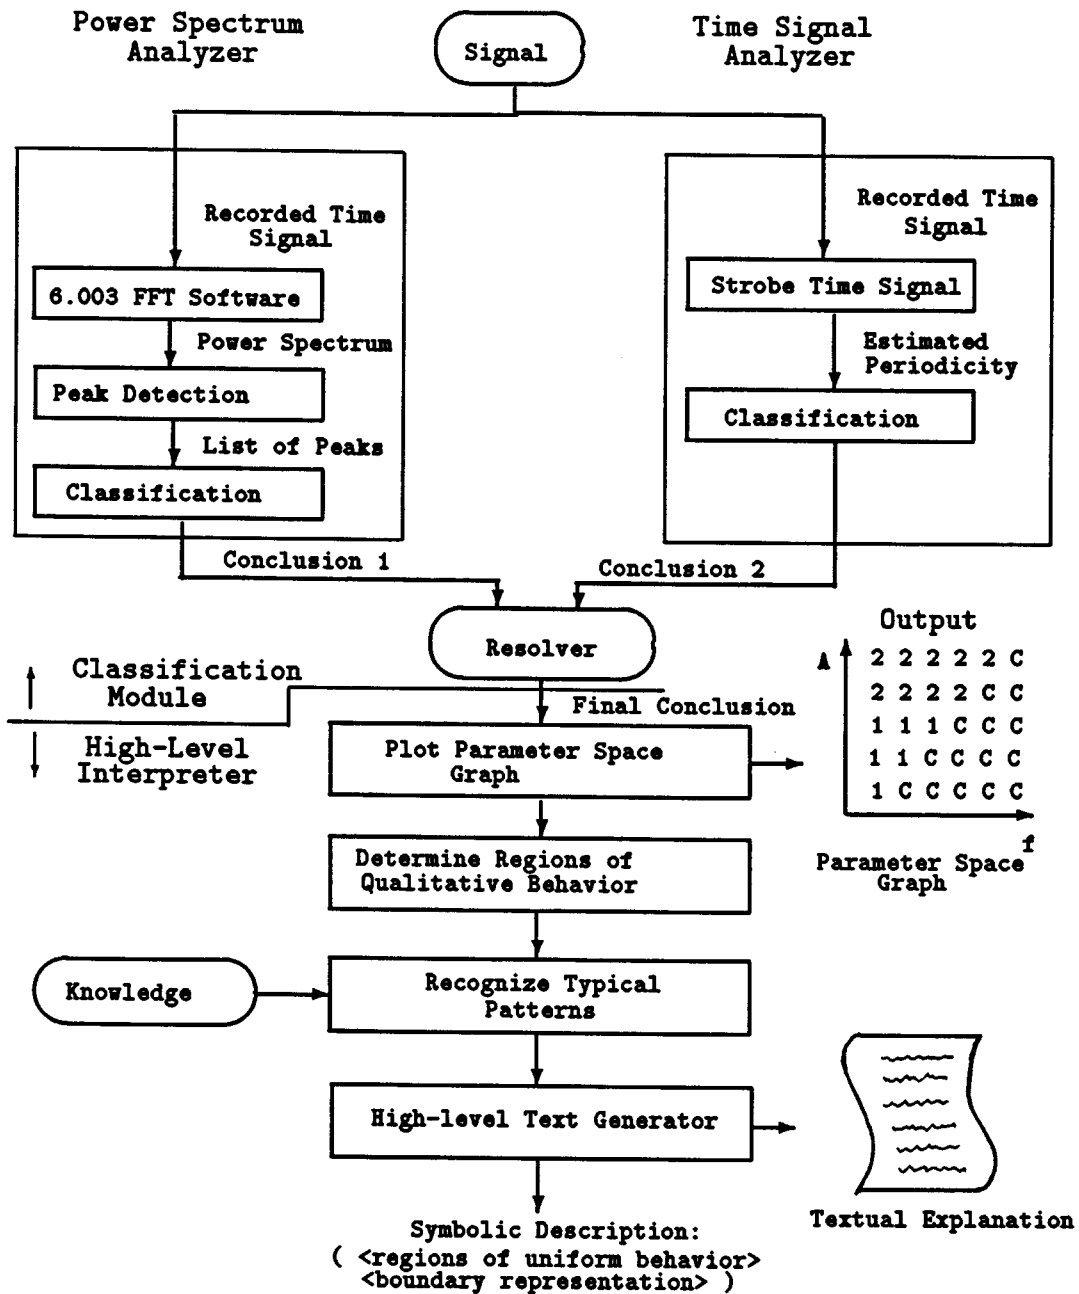 Power Spectrum
Analyzer
Signal
Time Signal
Analyzer
Recorded Time
Signal
6.003 FFT Software
Power Spectrum
Peak Detection
List of Peaks
Classification
Conclusion 1
Recorded Time
Signal
Strobe Time Signal
Estimated
Periodicity
Classification
Conclusion 2
Resolver
Classification
Module
High-Level
Interpreter
Final Conclusion
Plot Parameter Space
Graph
Output
A
2 2 2 2 2 C
2 2 2 2 C C
1 1 1 C C C
1 1 C C C C
1 C C C C C
f
Parameter Space
Graph
Determine Regions of
Qualitative Behavior
Knowledge
Recognize Typical
Patterns
High-level Text Generator
Textual Explanation
Symbolic Description:
( <regions of uniform behavior>
<boundary representation> )